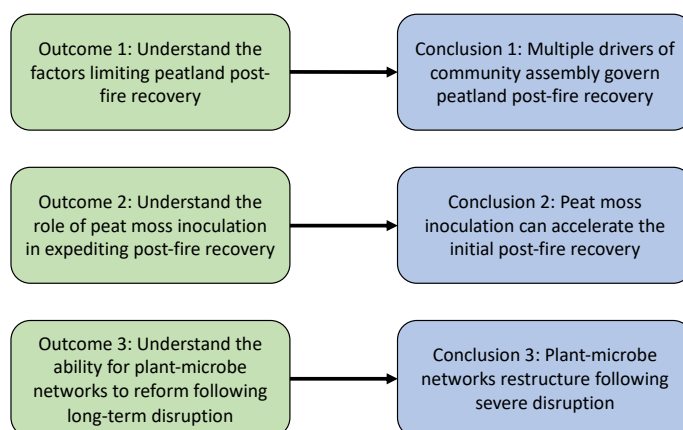 Outcome 1: Understand the
factors limiting peatland post-
fire recovery
Conclusion 1: Multiple drivers of
community assembly govern
peatland post-fire recovery
Outcome 2: Understand the
role of peat moss inoculation
in expediting post-fire recovery
Conclusion 2: Peat moss
inoculation can accelerate the
initial post-fire recovery
Outcome 3: Understand the
ability for plant-microbe
networks to reform following
long-term disruption
Conclusion 3: Plant-microbe
networks restructure following
severe disruption